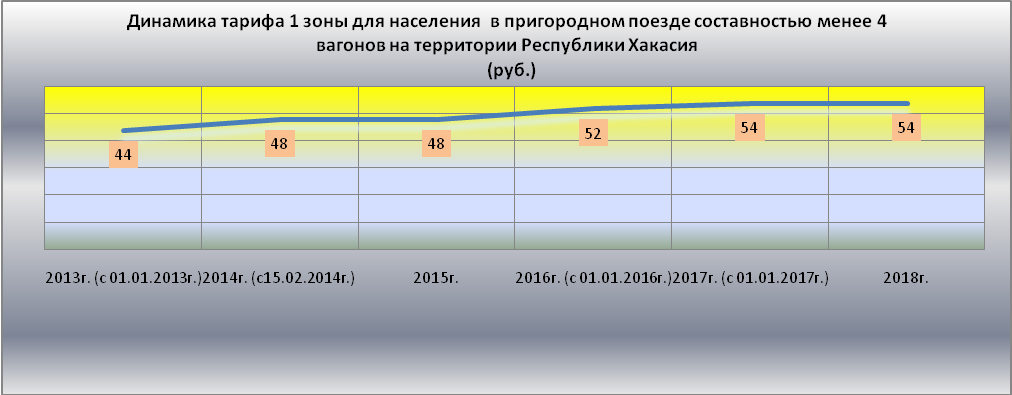 Динамика тарифа 1 зоны для населения в пригородном поезде составностью менее 4
вагонов на территории Республики Хакасия
(руб.)
44
48
48
52
54
54
2013г. (с 01.01.2013г.) 2014г. (с15.02.2014г.) 2015г. 2016г. (с 01.01.2016г.) 2017г. (с 01.01.2017г.) 2018г.